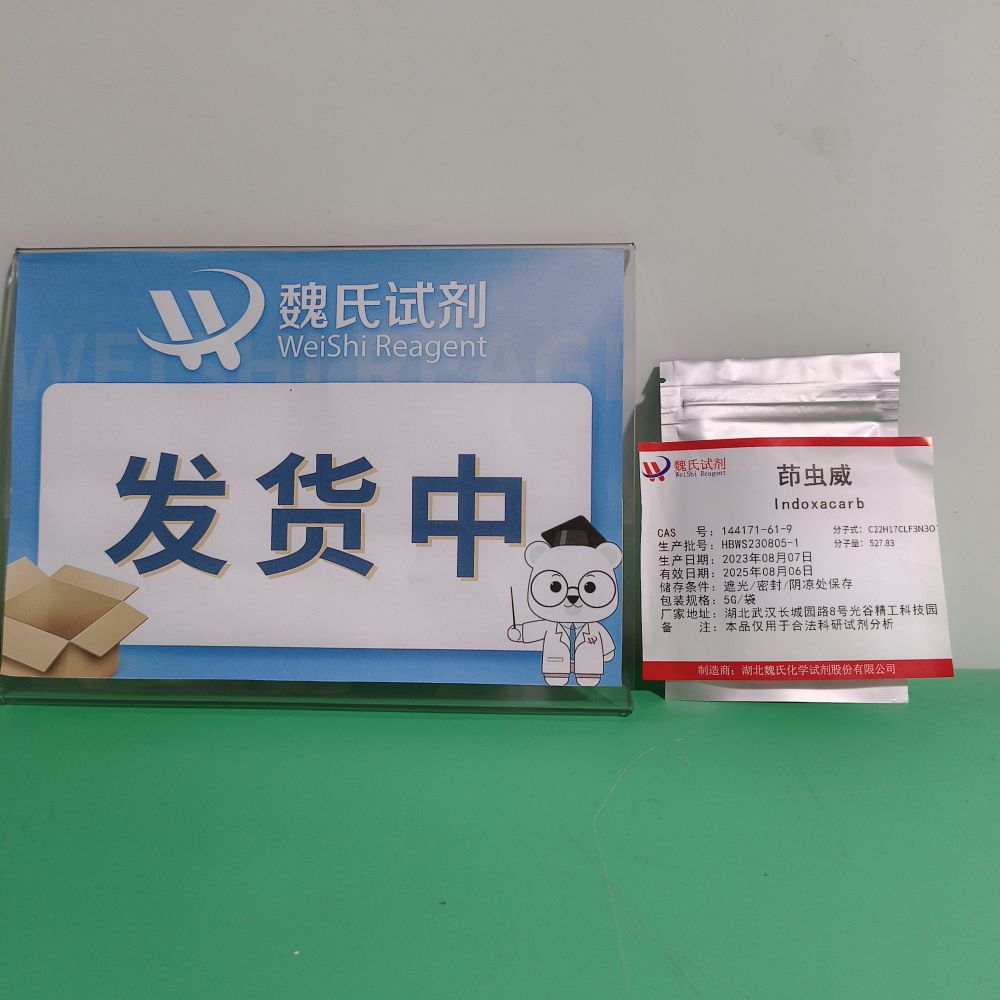 魏氏试剂
WeiShi Reagent
WEISHI REAG
发货中
魏氏试剂
WeiShi Reagent
茚虫威
Indoxacarb
CAS 号：144171-61-9
分子式：C22H17CLF3N3O7
生产批号：HBWS230805-1
分子量：527.83
生产日期：2023年08月07日
有效日期：2025年08月06日
储存条件：遮光/密封/阴凉处保存
包装规格：5G/袋
厂家地址：湖北武汉长城园路8号光谷精工科技园
备 注：本品仅用于合法科研试剂分析
制造商：湖北魏氏化学试剂股份有限公司